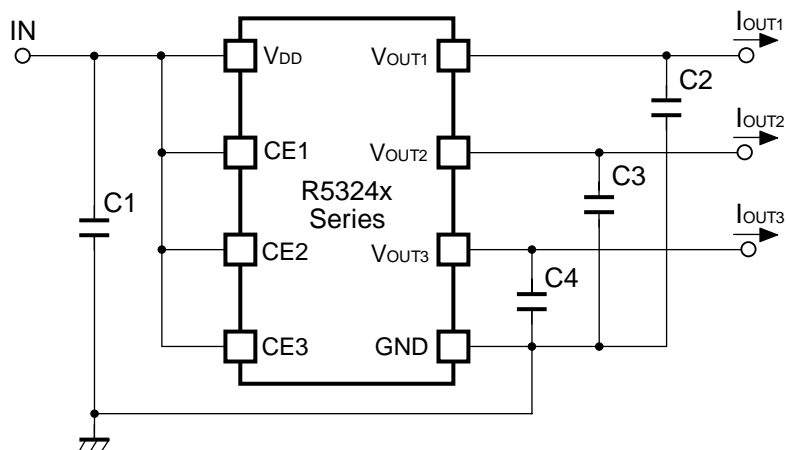 IN
VDD
VOUT1
IOUT1
C2
CE1
VOUT2
IOUT2
C1
R5324x
Series
C3
CE2
VOUT3
IOUT3
C4
CE3
GND